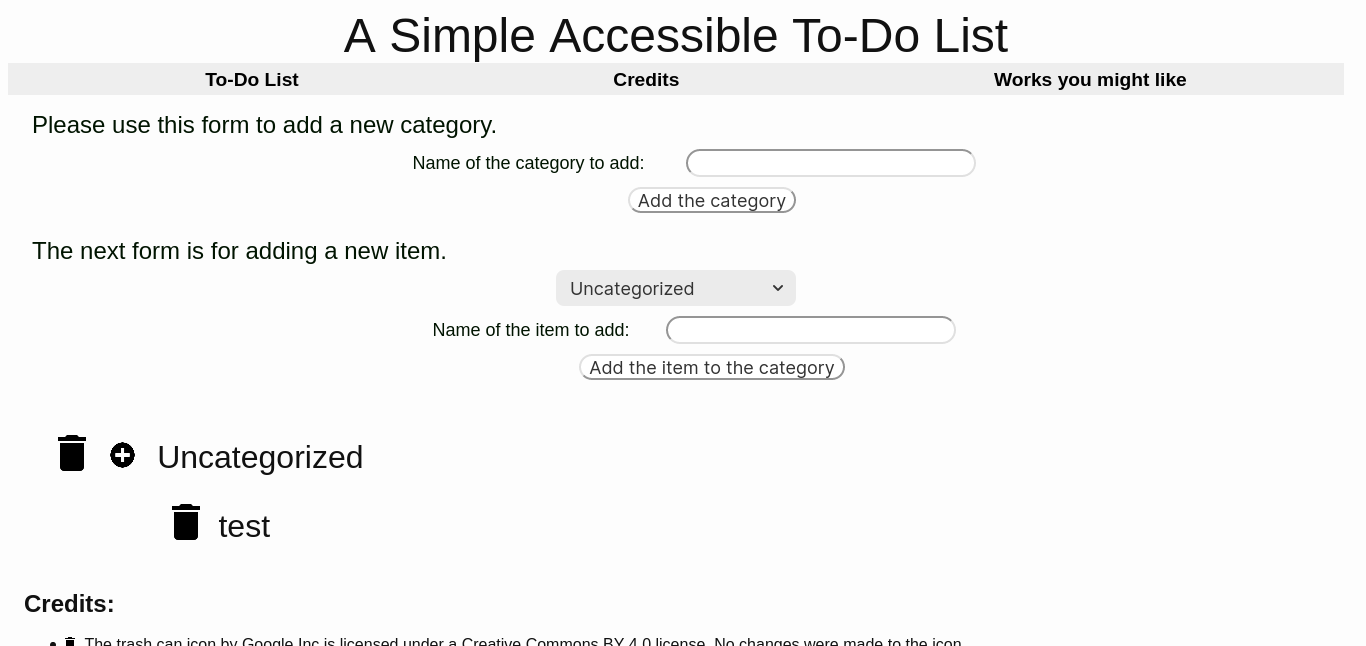 A Simple Accessible To-Do List
To-Do List Credits Works you might like
Please use this form to add a new category.
Name of the category to add:
Add the category
The next form is for adding a new item.
Uncategorized
Name of the item to add:
Add the item to the category
Uncategorized
test
Credits:
The trash can icon by Google Inc is licensed under a Creative Commons BY 4.0 license. No changes were made to the icon.